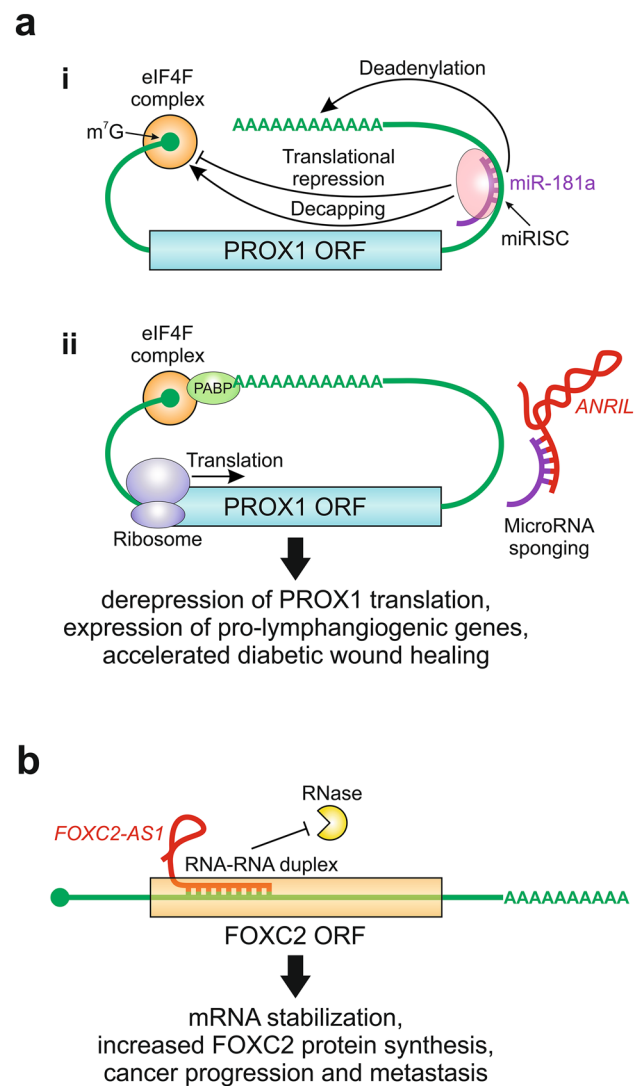 a
i
eIF4F
complex
m⁷G
Deadenylation
AAAAAAAAAAAA
Translational
repression
Decapping
miR-181a
miRISC
PROX1 ORF
ii
eIF4F
complex
PABP
AAAAAAAAAAAA
ANRIL
Translation
PROX1 ORF
Ribosome
MicroRNA
sponging
derepression of PROX1 translation,
expression of pro-lymphangiogenic genes,
accelerated diabetic wound healing
b
RNase
FOXC2-AS1
RNA-RNA duplex
AAAAAAAAAA
FOXC2 ORF
mRNA stabilization,
increased FOXC2 protein synthesis,
cancer progression and metastasis